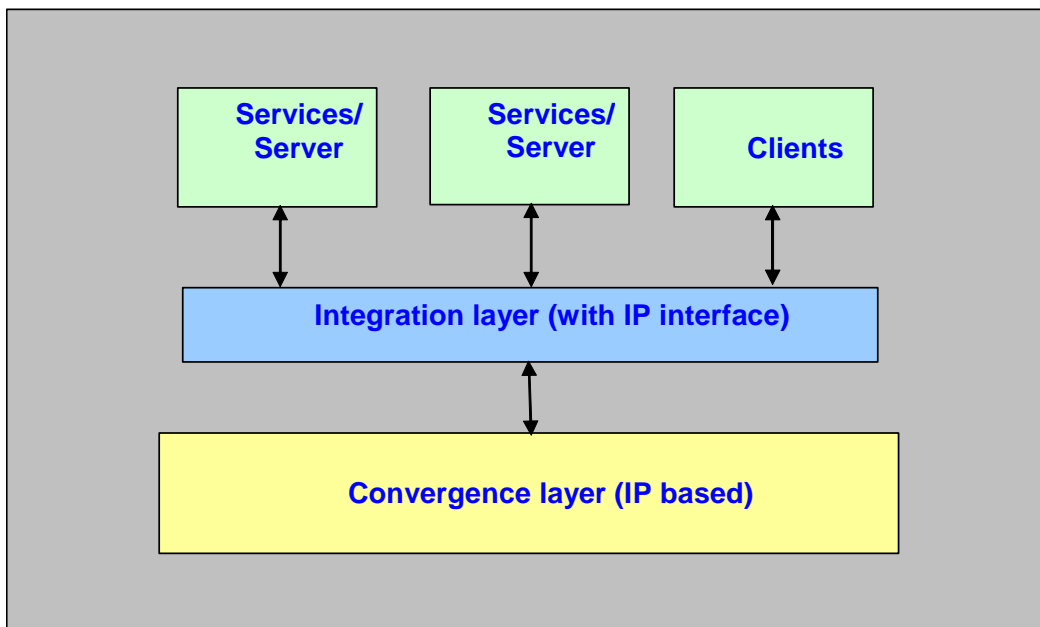 Services/
Server
Services/
Server
Clients
Integration layer (with IP interface)
Convergence layer (IP based)